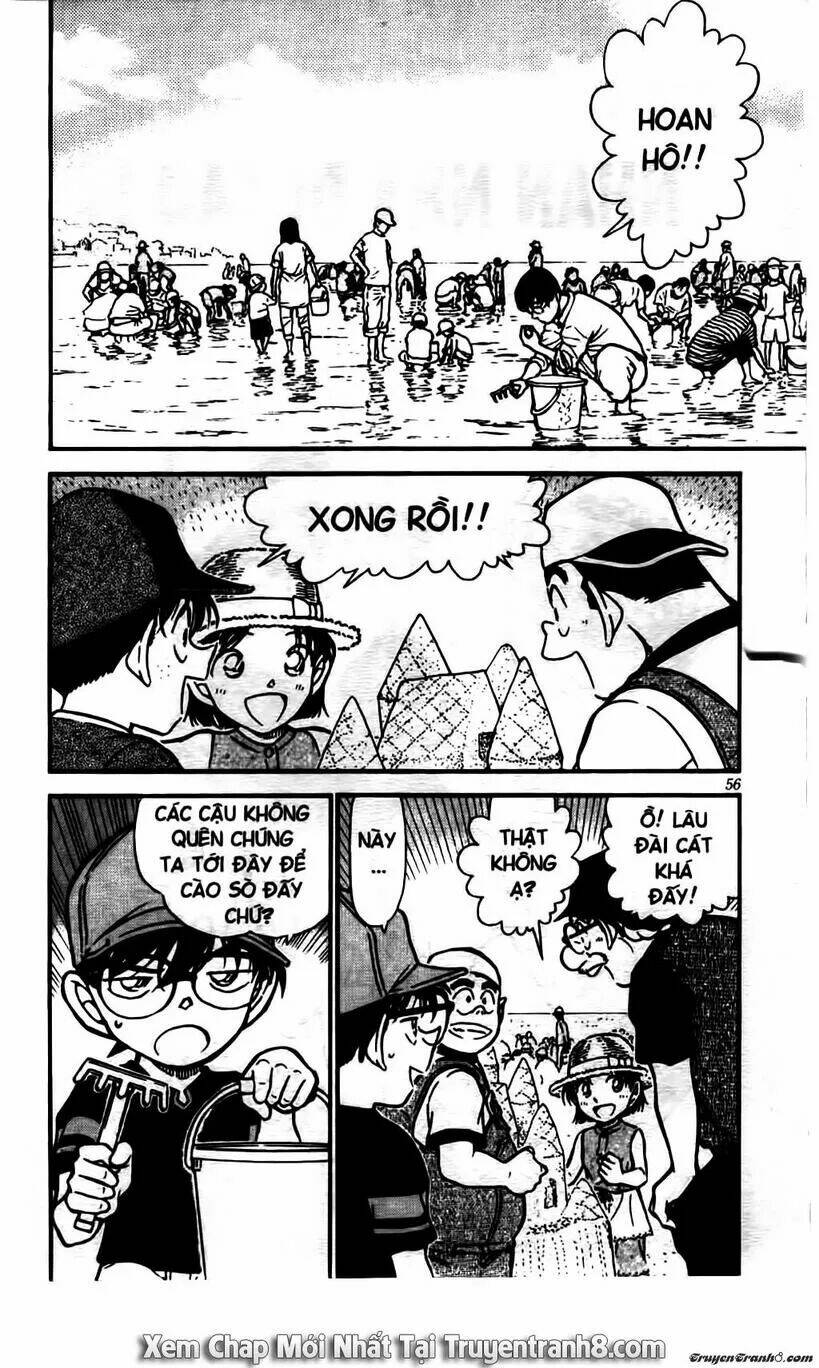 HOAN
HÔ!!
XONG RỒI!!
56
Ồ! LÂU
ĐÀI CÁT
KHÁ
ĐẤY!
THẬT
KHÔNG
Ạ?
NÀY
...
CÁC CẬU KHÔNG
QUÊN CHÚNG
TA TỚI ĐÂY ĐỂ
CÀO SÒ ĐẤY
CHỨ?
Xem Chap Mới Nhất Tại Truyentranh8.com
TruyenTranh8.com